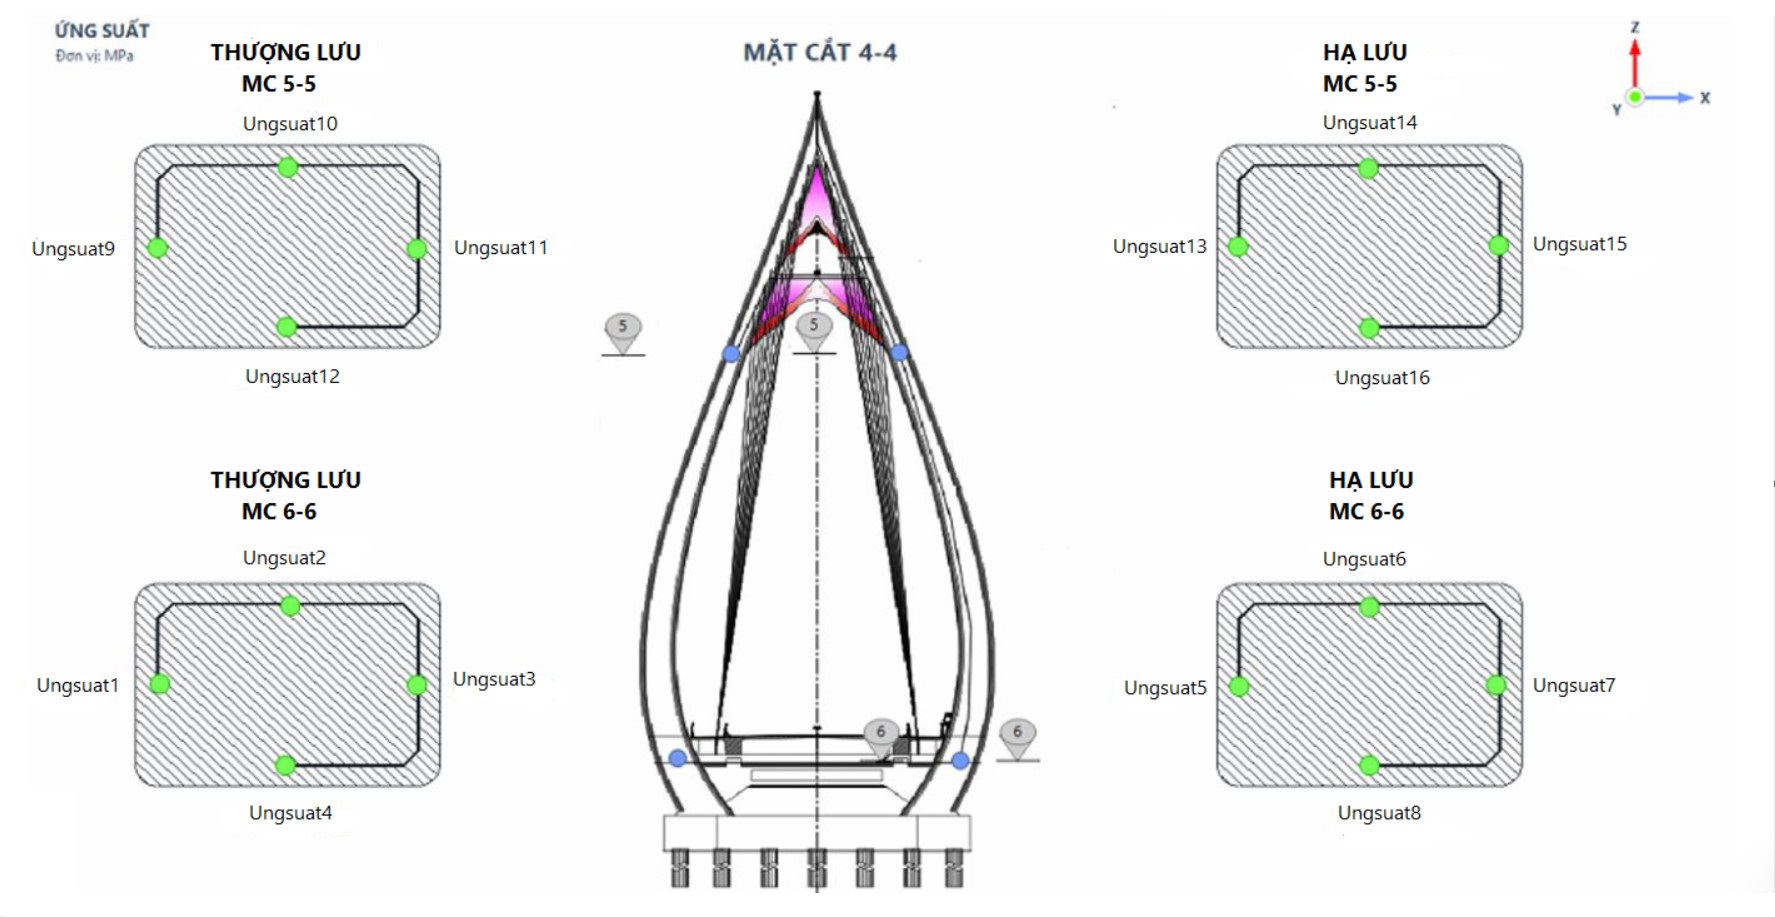 ỨNG SUẤT
Đơn vị: MPa
THƯỢNG LƯU
MC 5-5
Ungsuat10
Ungsuat9
Ungsuat11
Ungsuat12
MẶT CẮT 4-4
5
5
6
6
HẠ LƯU
MC 5-5
Ungsuat14
Ungsuat13
Ungsuat15
Ungsuat16
Z
Y
X
THƯỢNG LƯU
MC 6-6
Ungsuat2
Ungsuat1
Ungsuat3
Ungsuat4
HẠ LƯU
MC 6-6
Ungsuat6
Ungsuat5
Ungsuat7
Ungsuat8